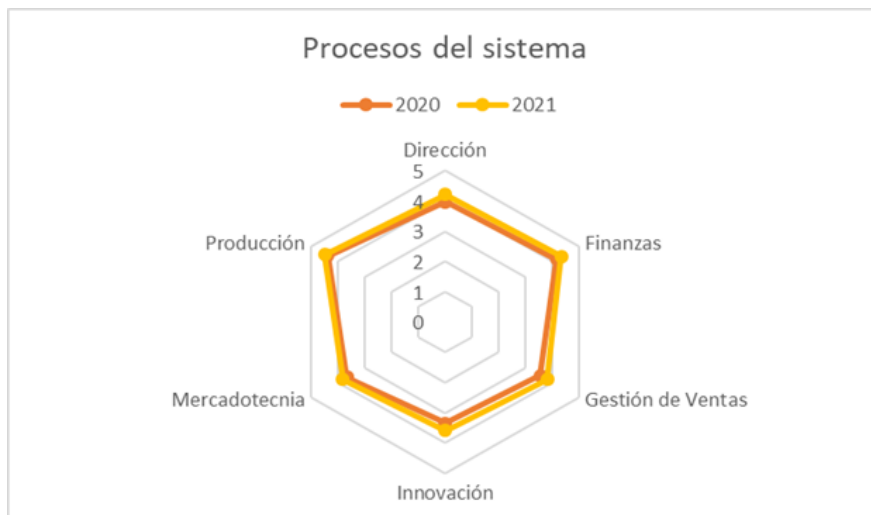 Procesos del sistema
2020 2021
Dirección
5
4
Producción Finanzas
3
2
1
0
Mercadotecnia Gestión de Ventas
Innovación